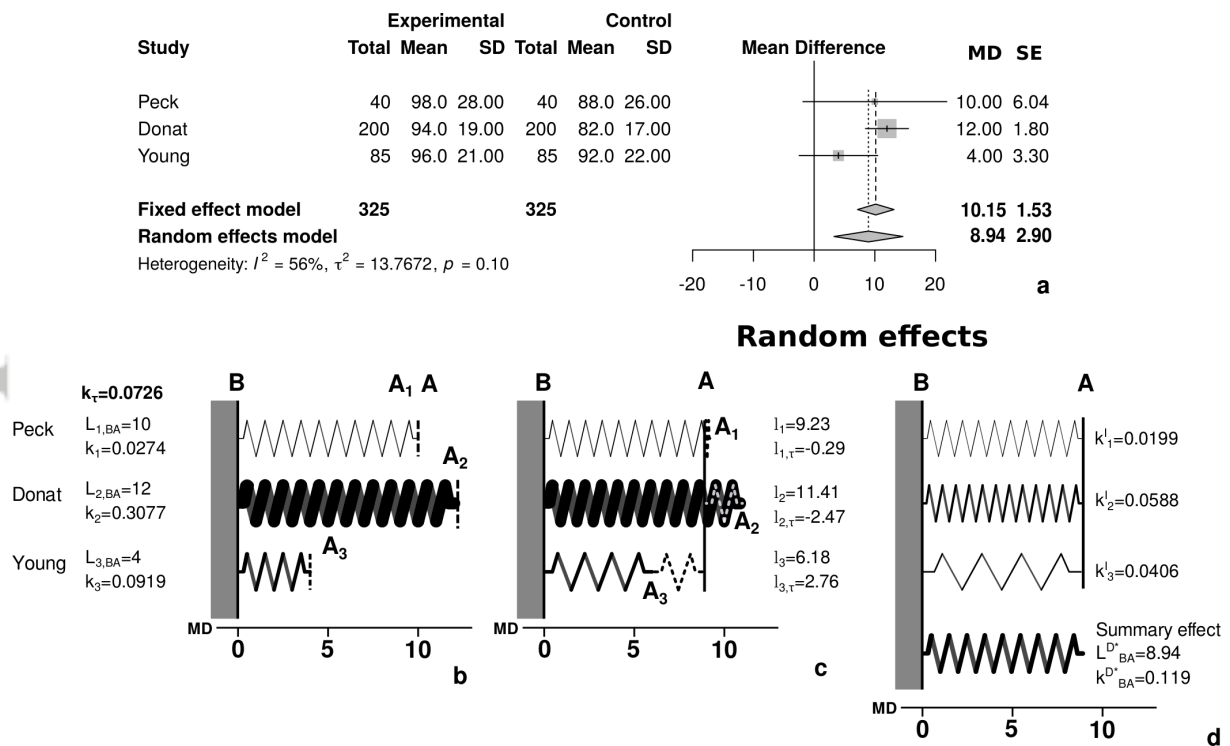 Experimental Control
Study Total Mean SD Total Mean SD Mean Difference MD SE
Peck 40 98.0 28.00 40 88.0 26.00 10.00 6.04
Donat 200 94.0 19.00 200 82.0 17.00 12.00 1.80
Young 85 96.0 21.00 85 92.0 22.00 4.00 3.30
Fixed effect model 325 325 10.15 1.53
Random effects model 8.94 2.90
Heterogeneity: I² = 56%, τ² = 13.7672, p = 0.10
-20 -10 0 10 20
a
Random effects
kτ=0.0726
B A₁ A
Peck L₁,BA=10
k₁=0.0274
A₂
Donat L₂,BA=12
k₂=0.3077
A₃
Young L₃,BA=4
k₃=0.0919
MD 0 5 10
b
B A
A₁ l₁=9.23
l₁,τ=-0.29
l₂=11.41
A₂ l₂,τ=-2.47
l₃=6.18
A₃ l₃,τ=2.76
MD 0 5 10
c
B A
kᴵ₁=0.0199
kᴵ₂=0.0588
kᴵ₃=0.0406
Summary effect
L^D*_BA=8.94
k^D*_BA=0.119
MD 0 5 10
d